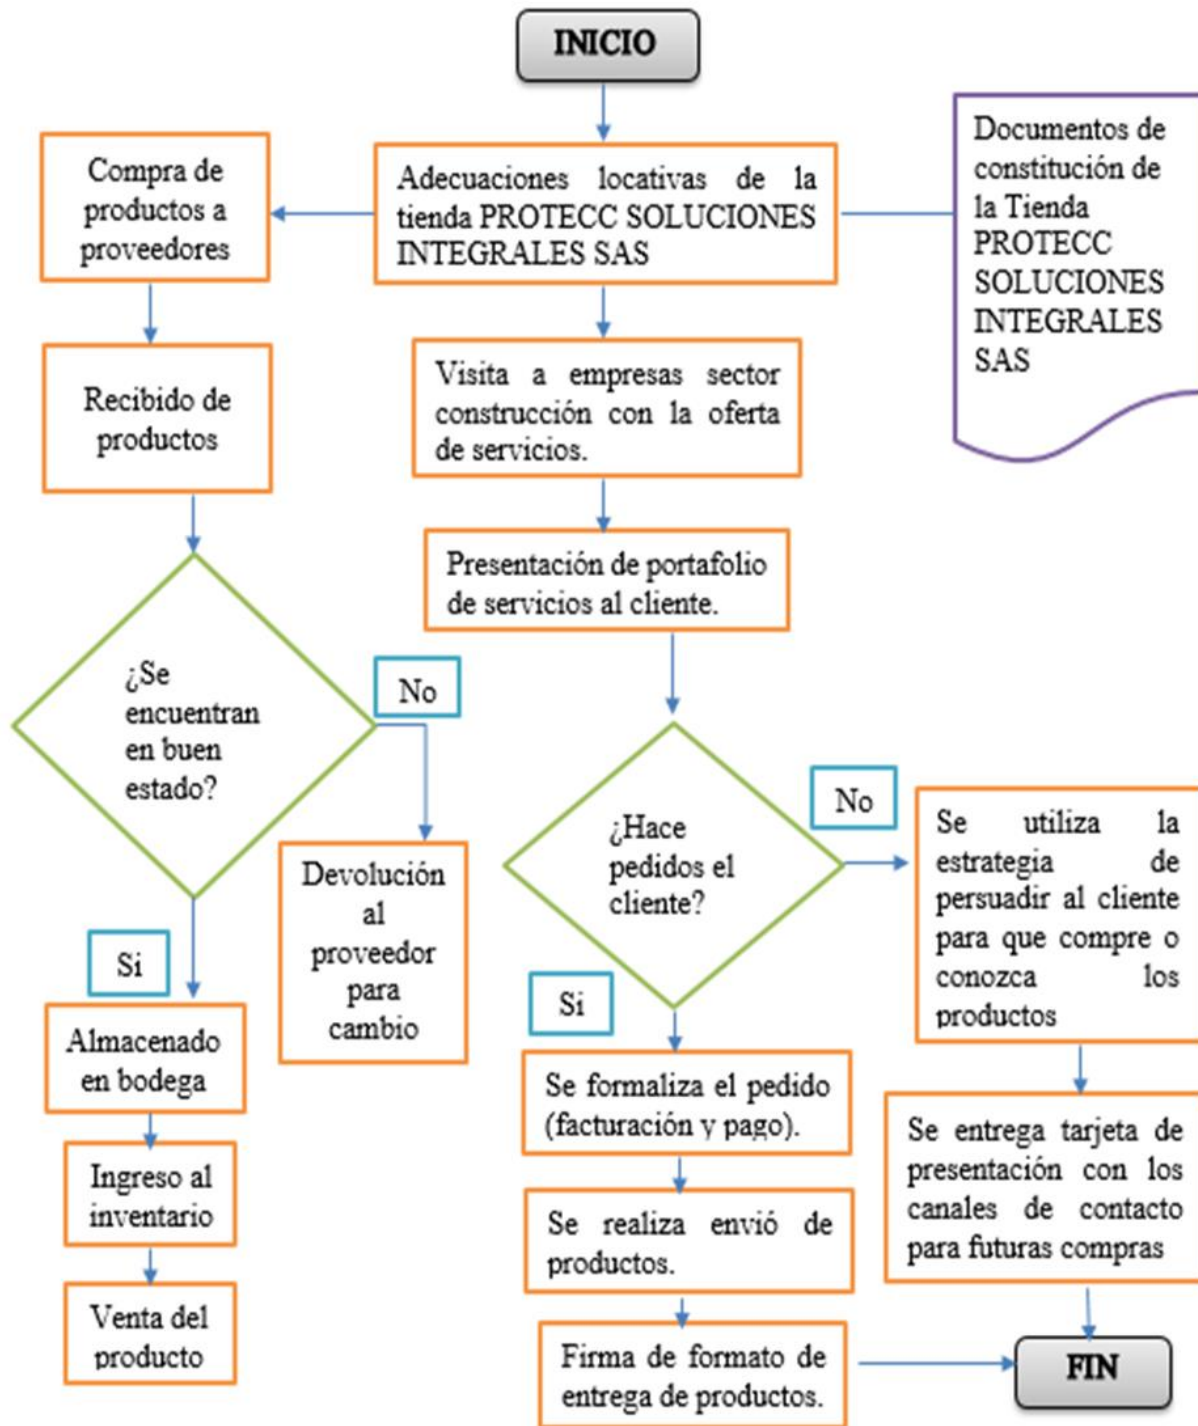 INICIO
Compra de
productos a
proveedores
Adecuaciones locativas de la
tienda PROTECC SOLUCIONES
INTEGRALES SAS
Documentos de
constitución de
la Tienda
PROTECC
SOLUCIONES
INTEGRALES
SAS
Recibido de
productos
Visita a empresas sector
construcción con la oferta
de servicios.
Presentación de portafolio
de servicios al cliente.
¿Se
encuentran
en buen
estado?
No
Devolución
al
proveedor
para
cambio
Si
Almacenado
en bodega
Ingreso al
inventario
Venta del
producto
¿Hace
pedidos el
cliente?
No
Se utiliza la
estrategia de
persuadir al cliente
para que compre o
conozca los
productos
Si
Se formaliza el pedido
(facturación y pago).
Se entrega tarjeta de
presentación con los
canales de contacto
para futuras compras
Se realiza envió de
productos.
Firma de formato de
entrega de productos.
FIN